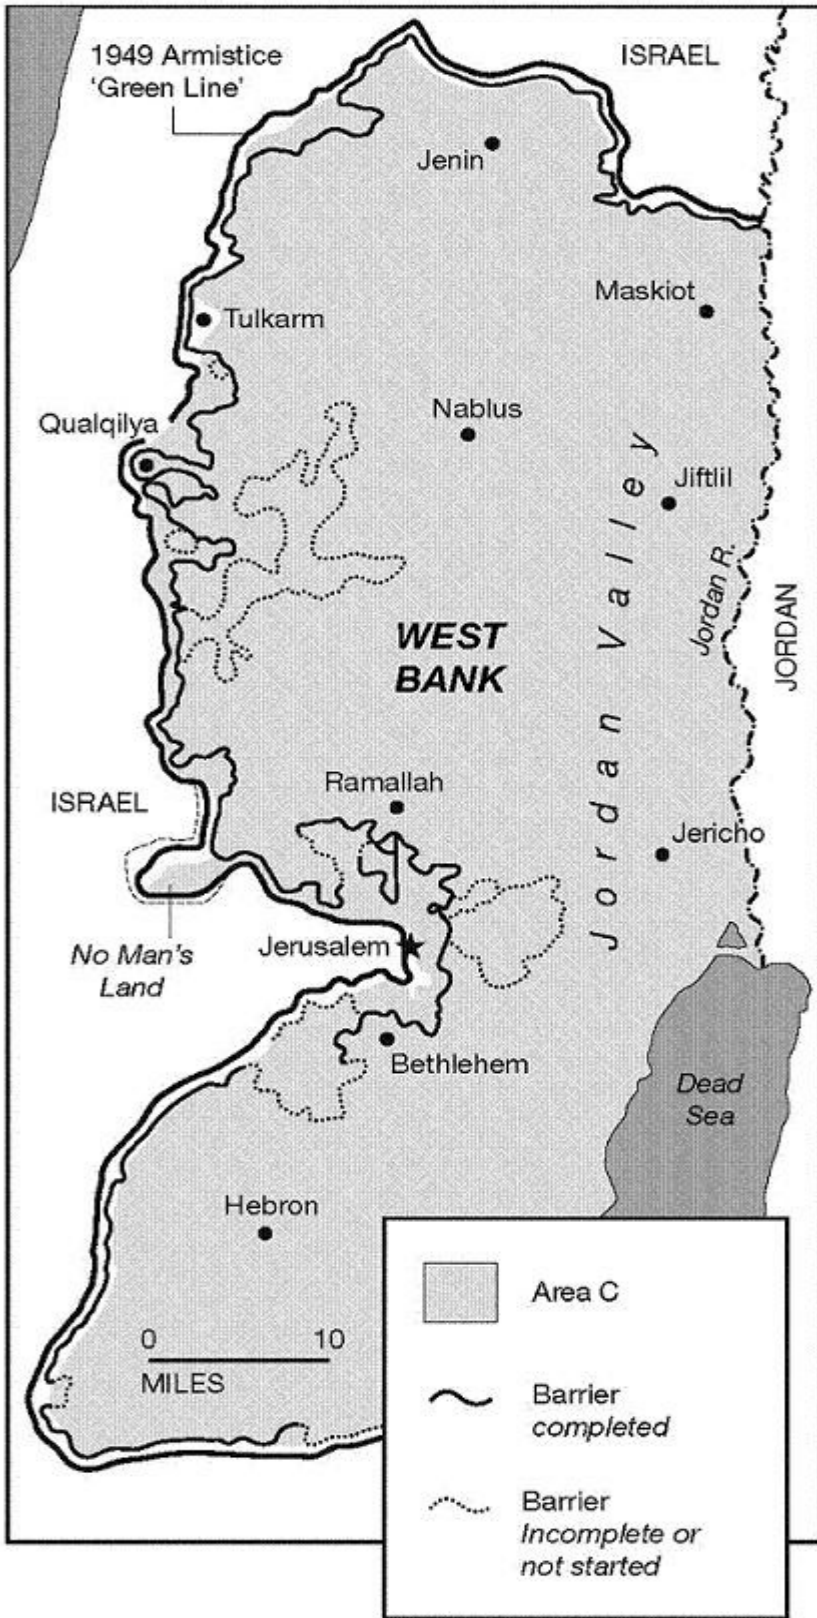 1949 Armistice
'Green Line'
ISRAEL
Jenin
Maskiot
Tulkarm
Qualqilya
Nablus
Jiftlil
Jordan Valley
Jordan R.
JORDAN
WEST
BANK
Ramallah
ISRAEL
Jericho
No Man's
Land
Jerusalem
Bethlehem
Dead
Sea
Hebron
0 10
MILES
Area C
Barrier
completed
Barrier
Incomplete or
not started